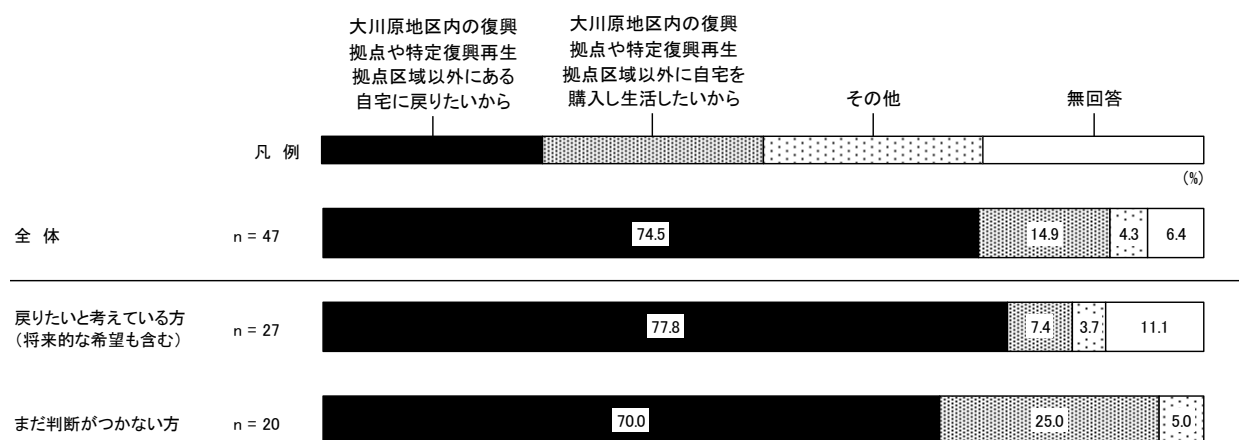 大川原地区内の復興
拠点や特定復興再生
拠点区域以外にある
自宅に戻りたいから
大川原地区内の復興
拠点や特定復興再生
拠点区域以外に自宅を
購入し生活したいから
その他
無回答
凡 例
(%)
全 体 n = 47 74.5 14.9 4.3 6.4
戻りたいと考えている方
（将来的な希望も含む） n = 27 77.8 7.4 3.7 11.1
まだ判断がつかない方 n = 20 70.0 25.0 5.0